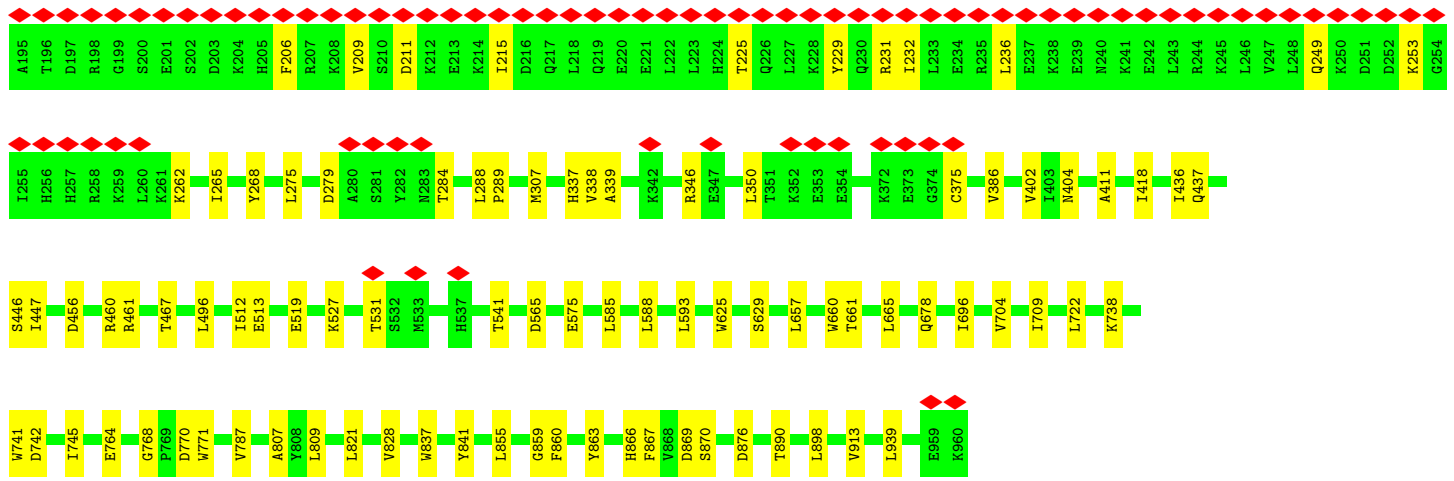 A195 T196 D197 R198 G199 S200 E201 S202 D203 K204 H205 F206 R207 K208 V209 S210 D211 K212 E213 K214 I215 D216 Q217 L218 Q219 E220 E221 L222 L223 H224 T225 Q226 L227 K228 Y229 Q230 R231 I232 L233 E234 R235 L236 E237 K238 E239 N240 K241 E242 L243 R244 K245 L246 V247 L248 Q249 K250 D251 D252 K253 G254
I255 H256 H257 R258 K259 L260 K261 K262 I265 Y268 L275 D279 A280 S281 Y282 N283 T284 L288 P289 M307 H337 V338 A339 K342 R346 E347 L350 T351 K352 E353 E354 K372 E373 G374 C375 V386 V402 I403 N404 A411 I418 I436 Q437
S446 I447 D456 R460 R461 T467 L496 I512 E513 E519 K527 T531 S532 M533 H537 T541 D565 E575 L585 L588 L593 W625 S629 L657 W660 T661 L665 Q678 I696 V704 I709 L722 K738
W741 D742 I745 E764 G768 P769 D770 W771 V787 A807 Y808 L809 L821 V828 W837 Y841 L855 G859 F860 Y863 H866 F867 V868 D869 S870 D876 T890 L898 V913 L939 E959 K960